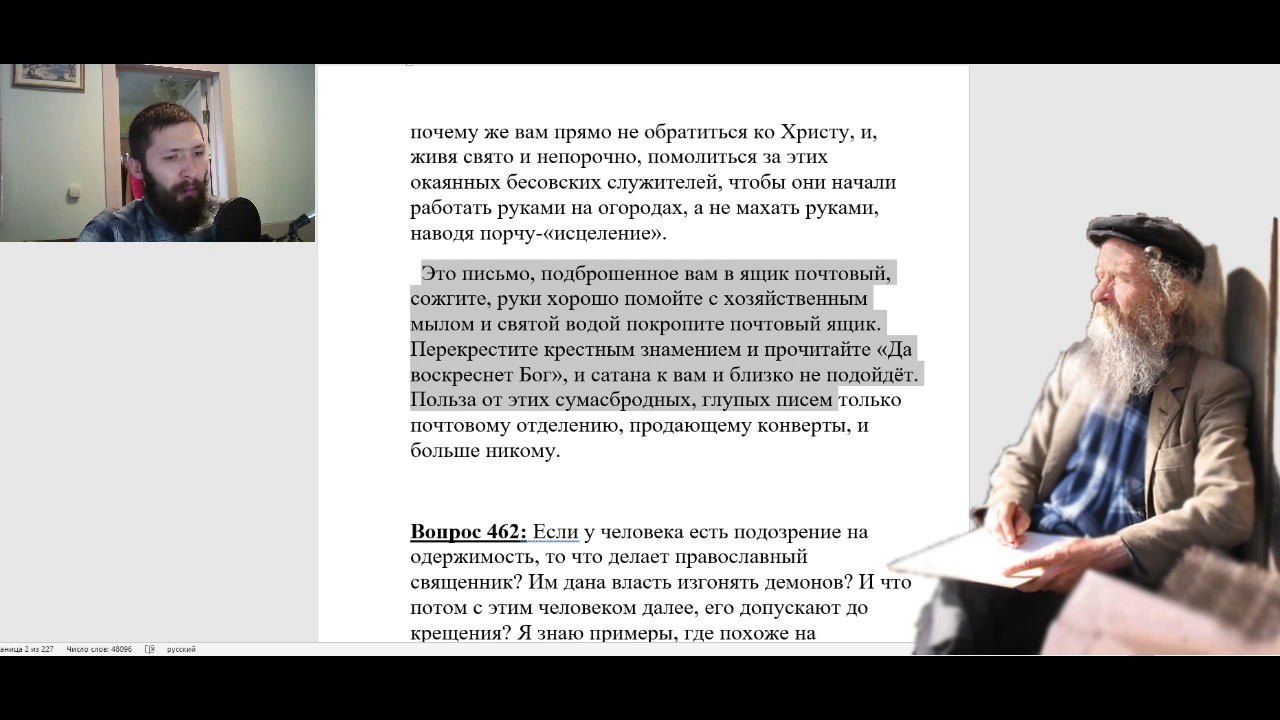 почему же вам прямо не обратиться ко Христу, и,
живя свято и непорочно, помолиться за этих
окаянных бесовских служителей, чтобы они начали
работать руками на огородах, а не махать руками,
наводя порчу-«исцеление».
Это письмо, подброшенное вам в ящик почтовый,
сожгите, руки хорошо помойте с хозяйственным
мылом и святой водой покропите почтовый ящик.
Перекрестите крестным знамением и прочитайте «Да
воскреснет Бог», и сатана к вам и близко не подойдёт.
Польза от этих сумасбродных, глупых писем только
почтовому отделению, продающему конверты, и
больше никому.
Вопрос 462: Если у человека есть подозрение на
одержимость, то что делает православный
священник? Им дана власть изгонять демонов? И что
потом с этим человеком далее, его допускают до
крещения? Я знаю примеры, где похоже на
аница 2 из 227 Число слов: 48096 русский